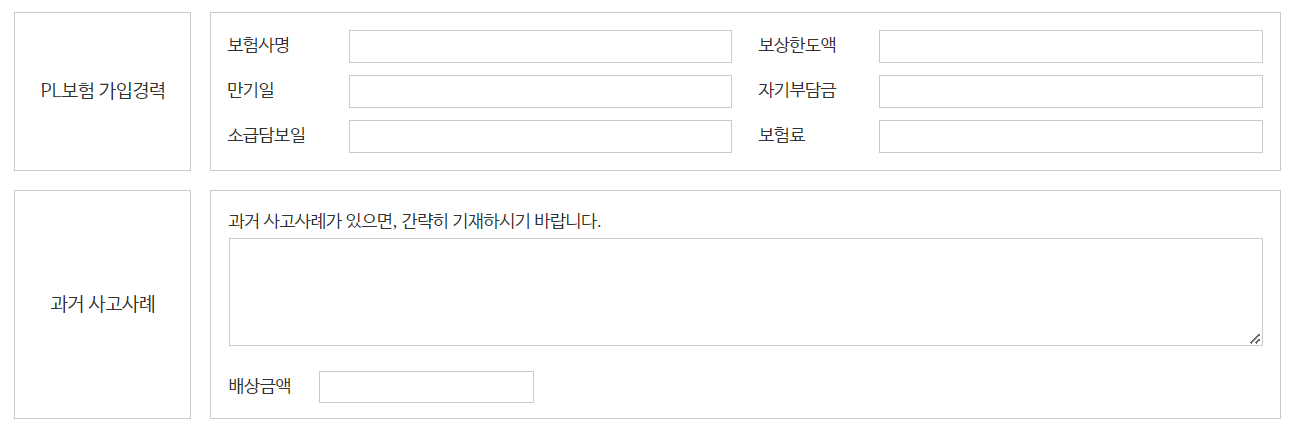 PL보험 가입경력
보험사명
보상한도액
만기일
자기부담금
소급담보일
보험료
과거 사고사례
과거 사고사례가 있으면, 간략히 기재하시기 바랍니다.
배상금액